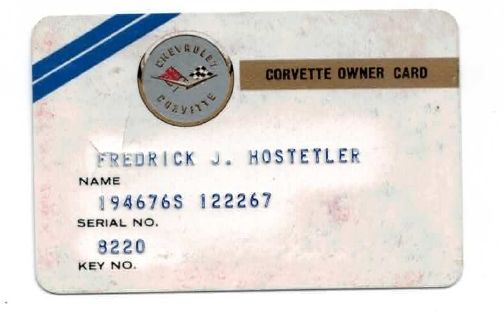 CHEVROLET
CORVETTE
CORVETTE OWNER CARD
FREDRICK J. HOSTETLER
NAME
194676S 122267
SERIAL NO.
8220
KEY NO.